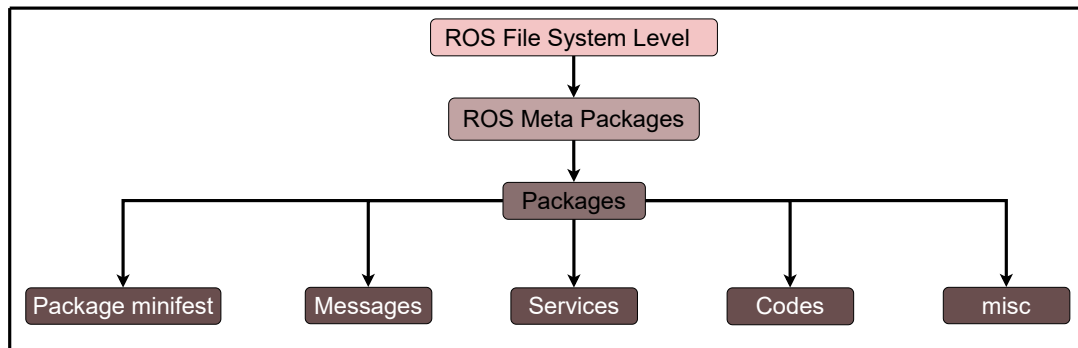 ROS File System Level
ROS Meta Packages
Packages
Package minifest
Messages
Services
Codes
misc